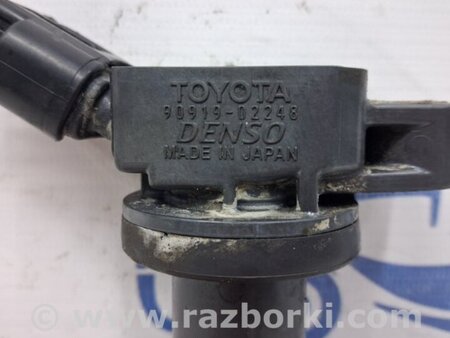 TOYOTA
90919-02248
DENSO
MADE IN JAPAN
© www.razborki.com